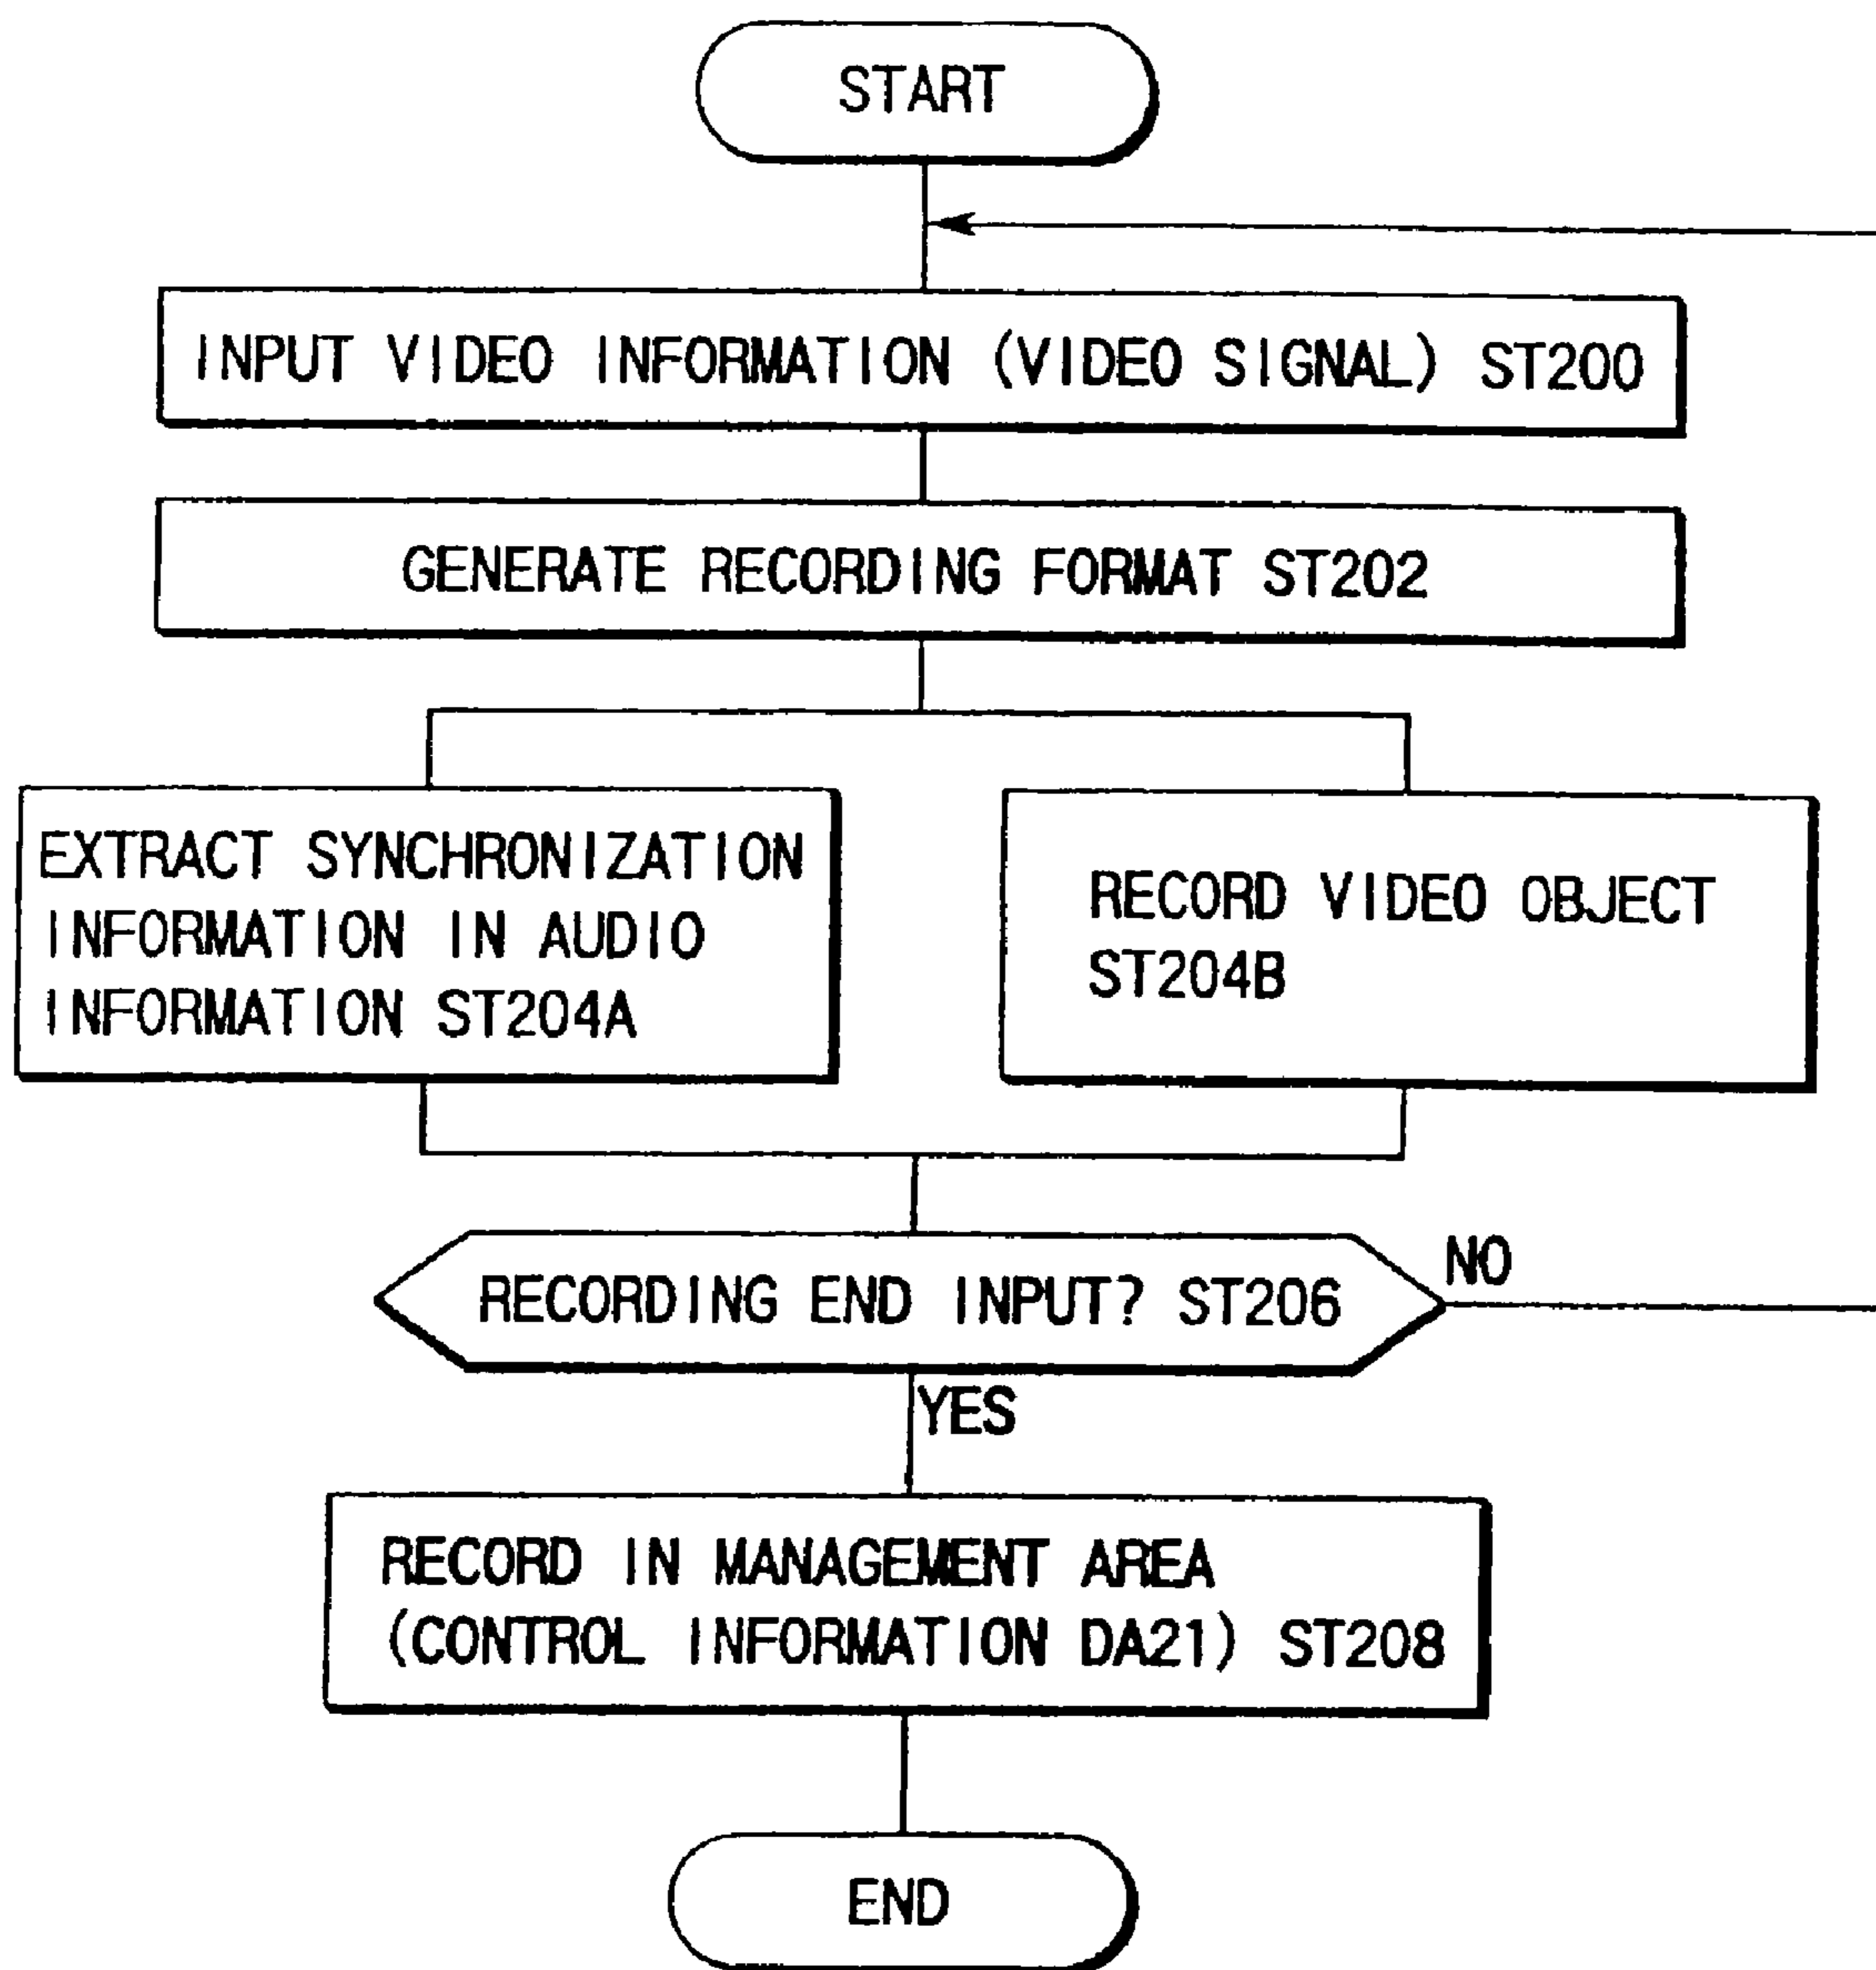 START
INPUT VIDEO INFORMATION (VIDEO SIGNAL) ST200
GENERATE RECORDING FORMAT ST202
EXTRACT SYNCHRONIZATION
INFORMATION IN AUDIO
INFORMATION ST204A
RECORD VIDEO OBJECT
ST204B
RECORDING END INPUT? ST206
NO
YES
RECORD IN MANAGEMENT AREA
(CONTROL INFORMATION DA21) ST208
END